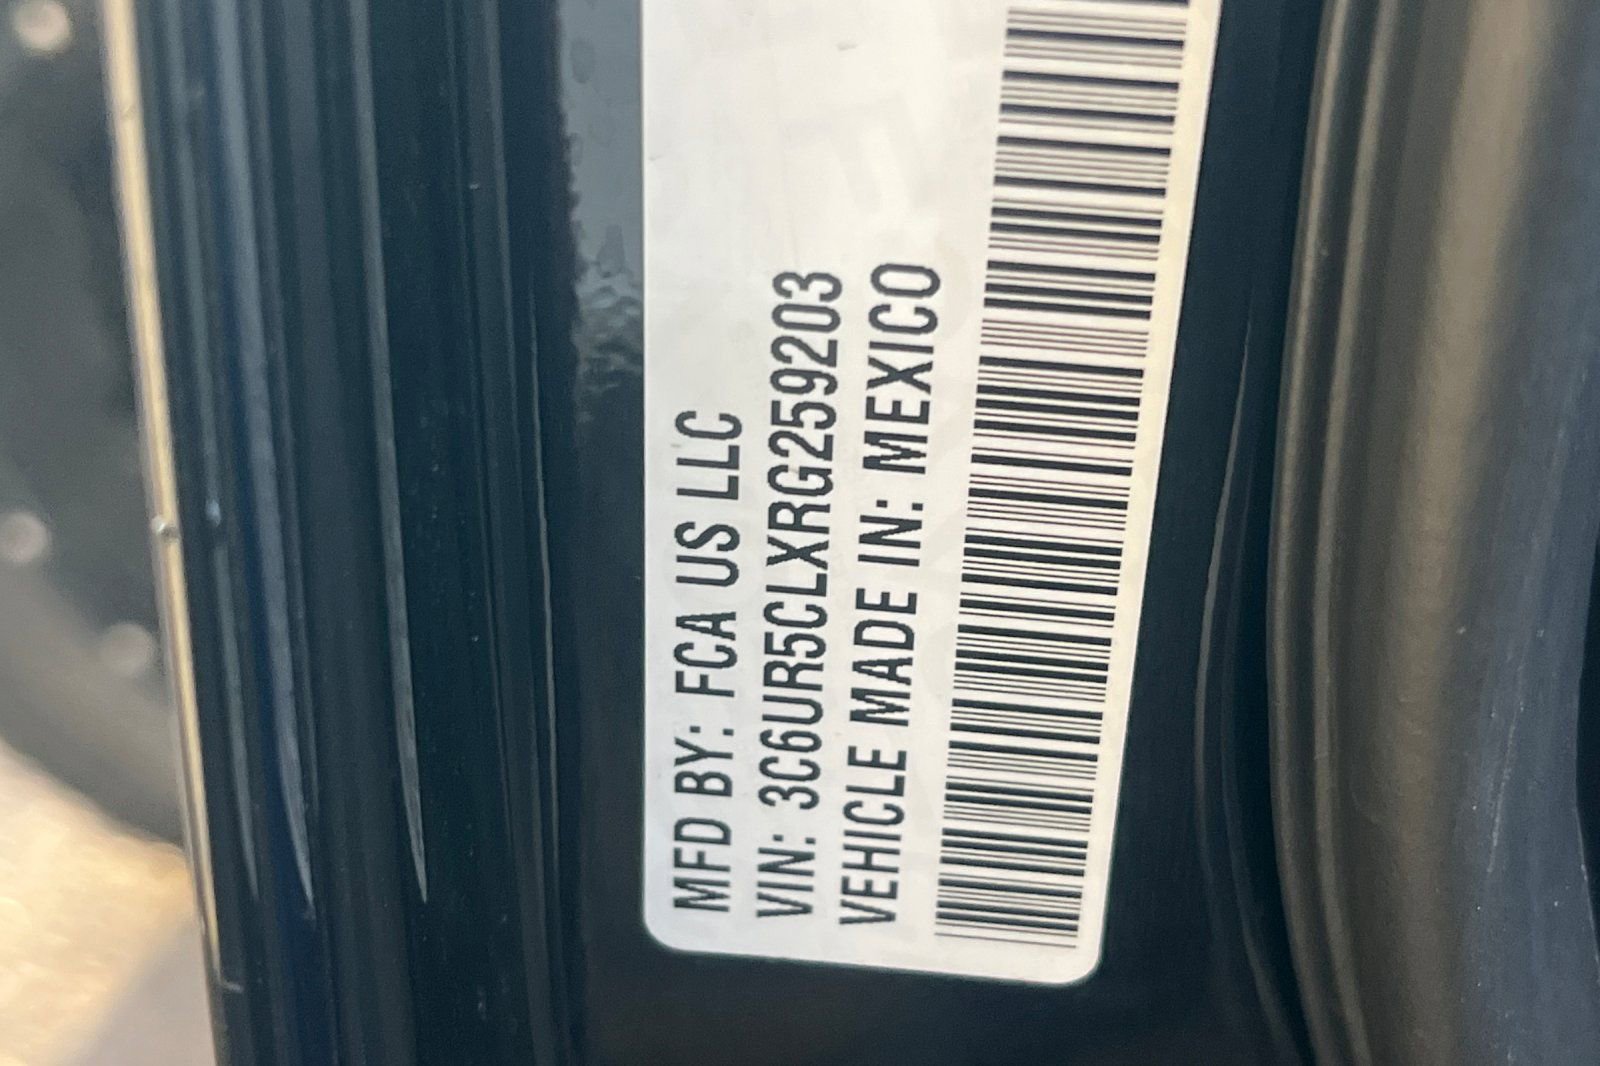 MFD BY: FCA US LLC
VIN: 3C6UR5CLXRG259203
VEHICLE MADE IN: MEXICO